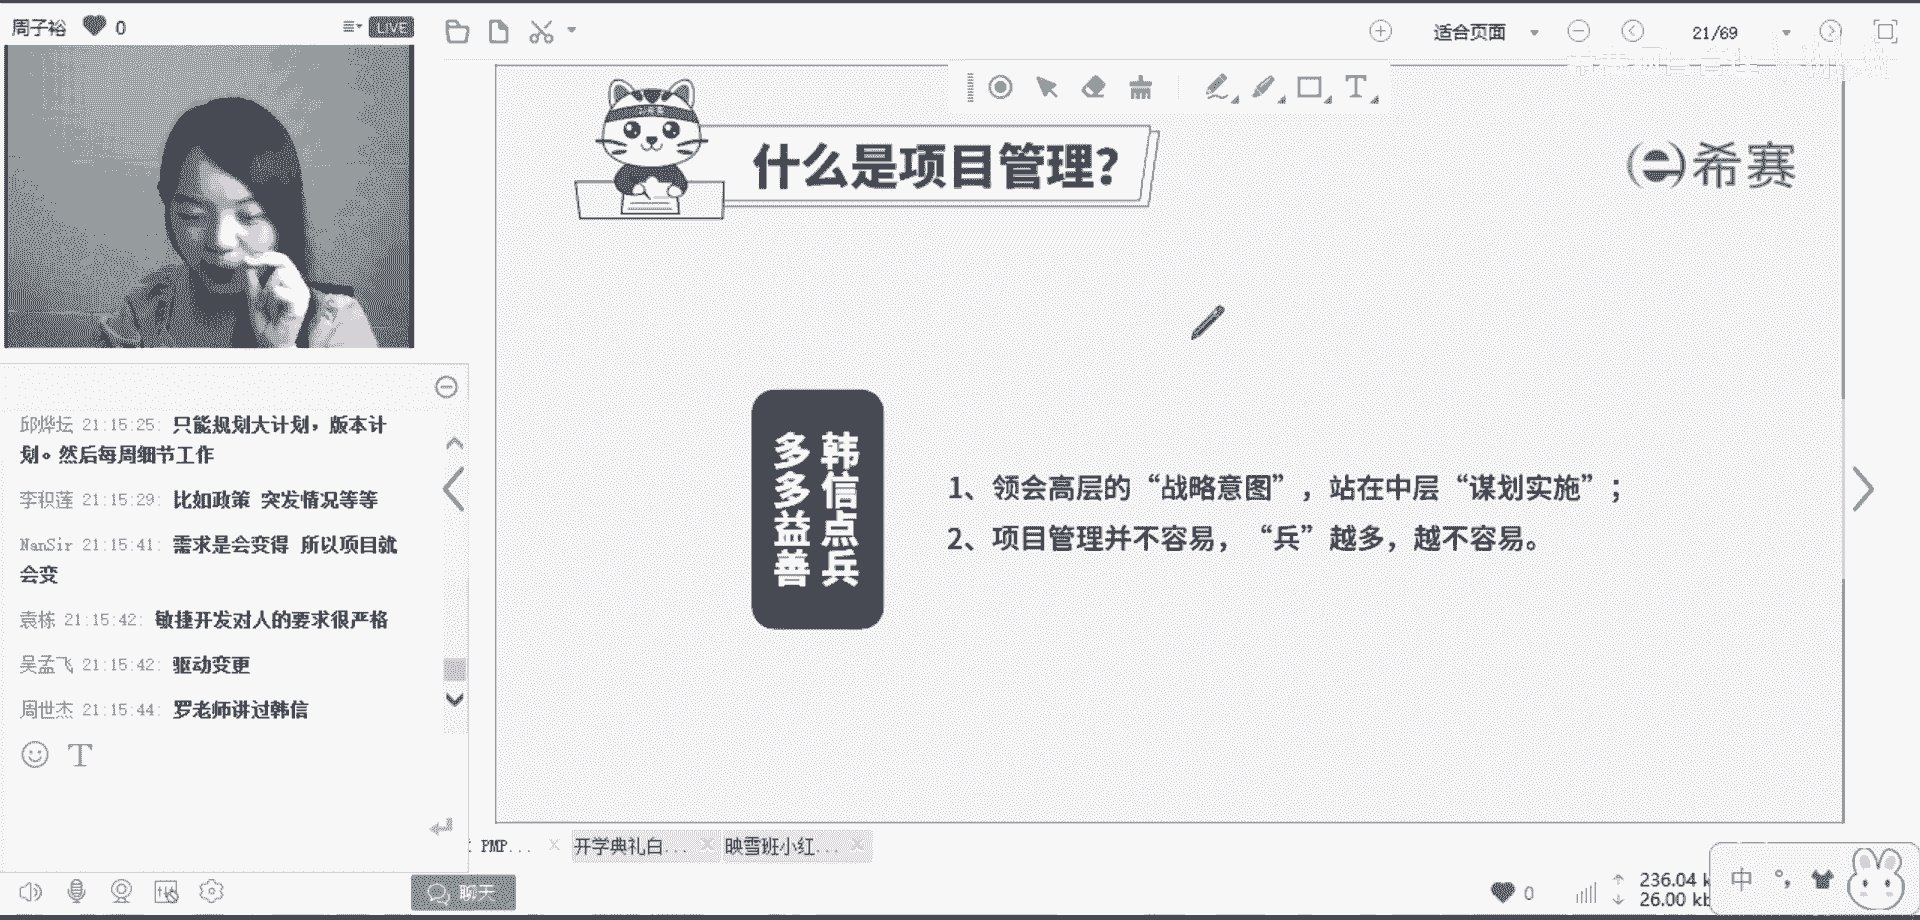 周子裕 0
LIVE
适合页面
21/69
什么是项目管理?
希赛
韩信点兵
多多益善
1、领会高层的“战略意图”，站在中层“谋划实施”；
2、项目管理并不容易，“兵”越多，越不容易。
邱烨坛 21:15:25: 只能规划大计划，版本计
划。然后每周细节工作
李积莲 21:15:29: 比如政策 突发情况等等
NanSir 21:15:41: 需求是会变得 所以项目就
会变
袁栋 21:15:42: 敏捷开发对人的要求很严格
吴孟飞 21:15:42: 驱动变更
周世杰 21:15:44: 罗老师讲过韩信
PMP...
开学典礼白...
映雪班小红...
聊天
0
236.04 k
26.00 kb
中